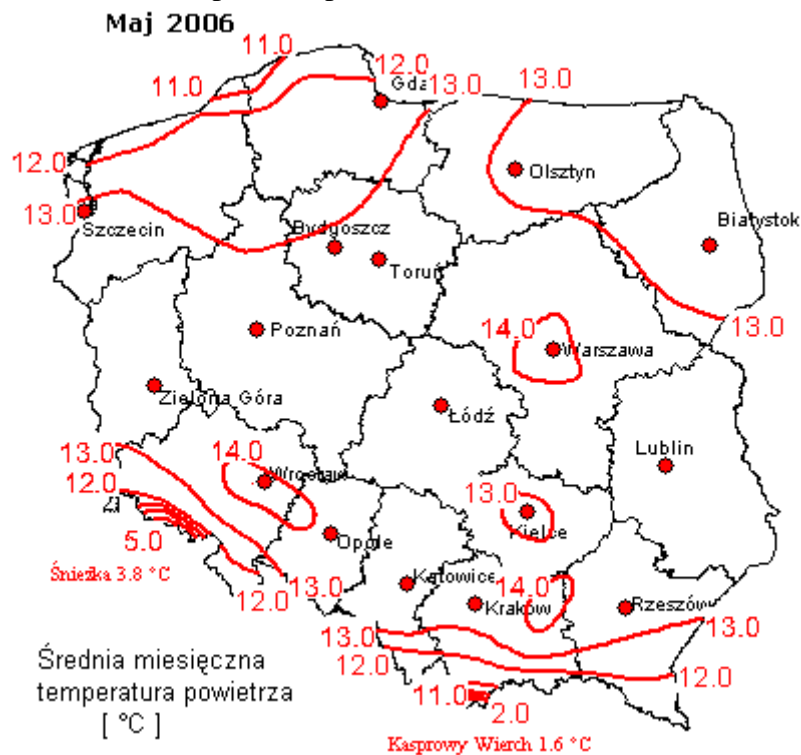 Maj 2006
11.0
11.0
12.0
Gda
13.0
13.0
12.0
Olsztyn
13.0
Szczecin
Białystok
Bydgoszcz
Toruń
14.0
13.0
Poznań
Warszawa
Zielona Góra
Łódź
13.0
14.0
Lublin
Wrocław
12.0
13.0
Kielce
5.0
Opole
Śnieżka 3.8 °C
Katowice
14.0
13.0
12.0
Kraków
Rzeszów
13.0
13.0
Średnia miesięczna
12.0
12.0
temperatura powietrza
11.0
[ °C ]
2.0
Kasprowy Wierch 1.6 °C